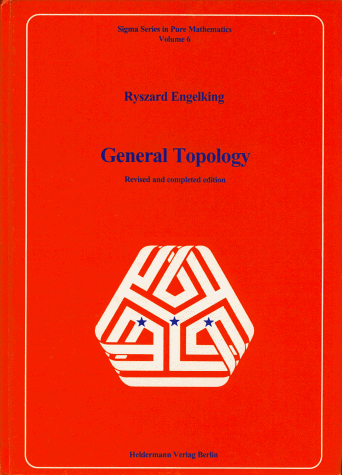 Sigma Series in Pure Mathematics
Volume 6
Ryszard Engelking
General Topology
Revised and completed edition
Heldermann Verlag Berlin